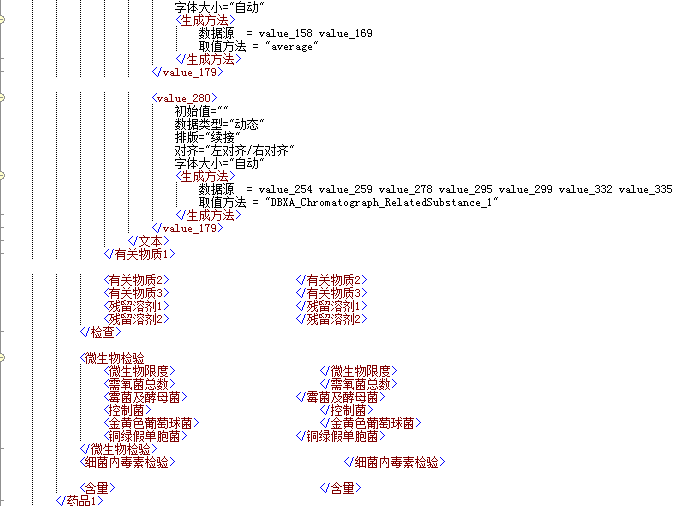 字体大小="自动"
<生成方法>
数据源 = value_158 value_169
取值方法 = "average"
</生成方法>
</value_179>
<value_280>
初始值=""
数据类型="动态"
排版="续接"
对齐="左对齐/右对齐"
字体大小="自动"
<生成方法>
数据源 = value_254 value_259 value_278 value_295 value_299 value_332 value_335
取值方法 = "DBXA_Chromatograph_RelatedSubstance_1"
</生成方法>
</value_179>
</文本>
</有关物质1>
<有关物质2> </有关物质2>
<有关物质3> </有关物质3>
<残留溶剂1> </残留溶剂1>
<残留溶剂2> </残留溶剂2>
</检查>
<微生物检验
<微生物限度> </微生物限度>
<需氧菌总数> </需氧菌总数>
<霉菌及酵母菌> </霉菌及酵母菌>
<控制菌> </控制菌>
<金黄色葡萄球菌> </金黄色葡萄球菌>
<铜绿假单胞菌> </铜绿假单胞菌>
</微生物检验>
<细菌内毒素检验> </细菌内毒素检验>
<含量> </含量>
</药品1>